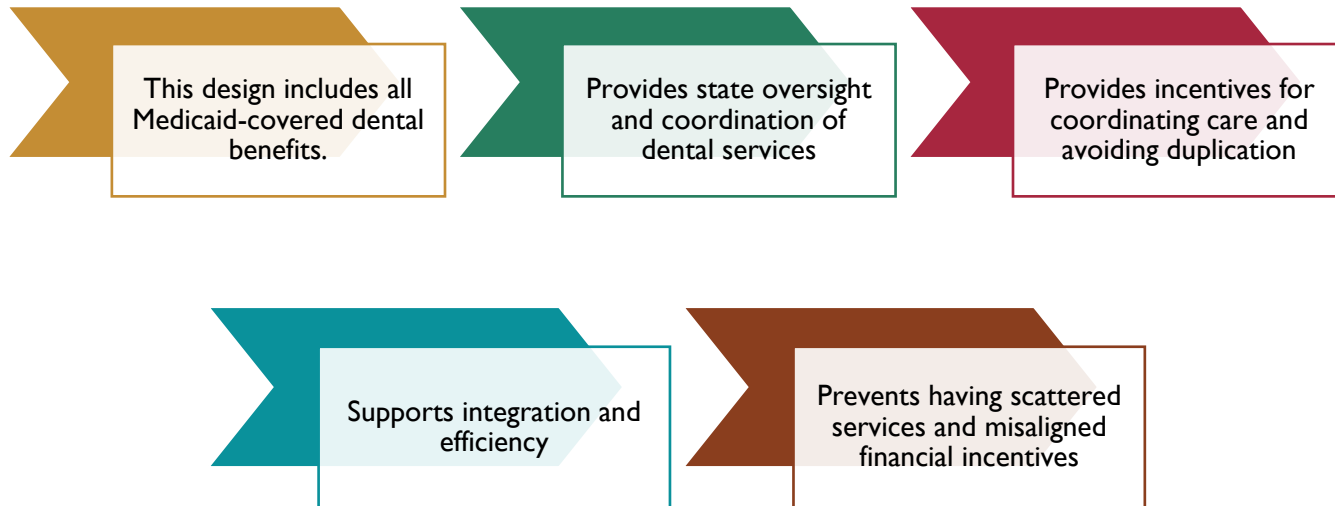 This design includes all
Medicaid-covered dental
benefits.
Provides state oversight
and coordination of
dental services
Provides incentives for
coordinating care and
avoiding duplication
Supports integration and
efficiency
Prevents having scattered
services and misaligned
financial incentives